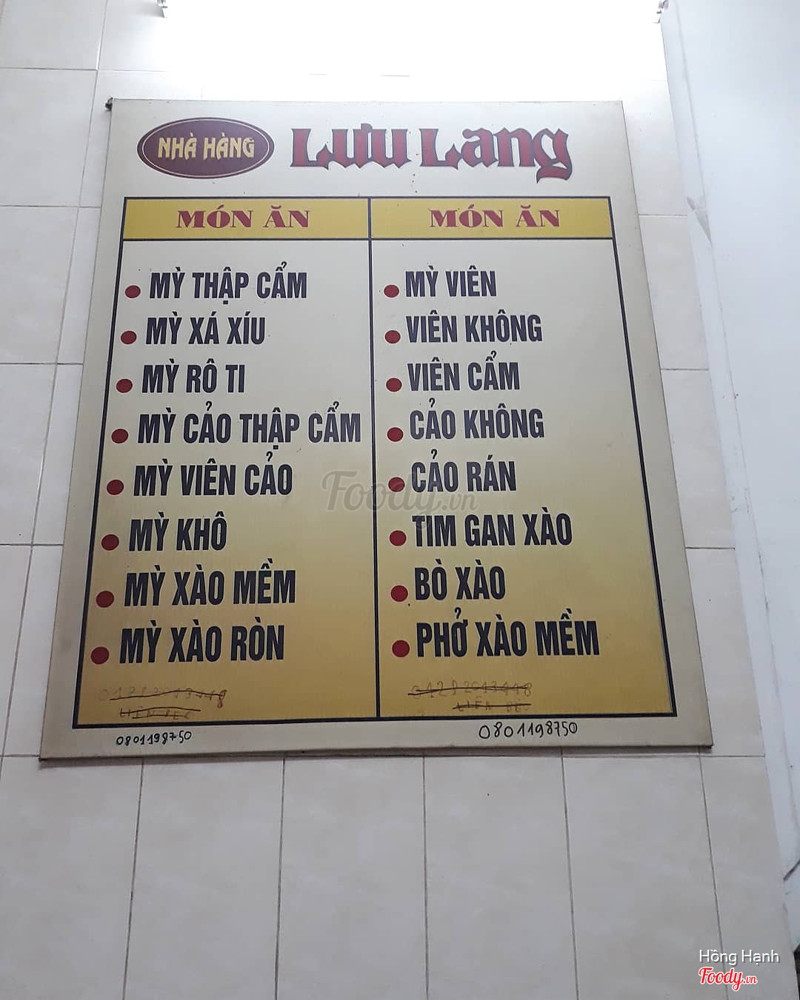 NHÀ HÀNG LƯU LANG
MÓN ĂN
MỲ THẬP CẨM
MỲ XÁ XÍU
MỲ RÔ TI
MỲ CẢO THẬP CẨM
MỲ VIÊN CẢO
MỲ KHÔ
MỲ XÀO MỀM
MỲ XÀO RÒN
0801198750
MÓN ĂN
MỲ VIÊN
VIÊN KHÔNG
VIÊN CẨM
CẢO KHÔNG
CẢO RÁN
TIM GAN XÀO
BÒ XÀO
PHỞ XÀO MỀM
0801198750
Foody.vn
Hồng Hạnh
Foody.vn